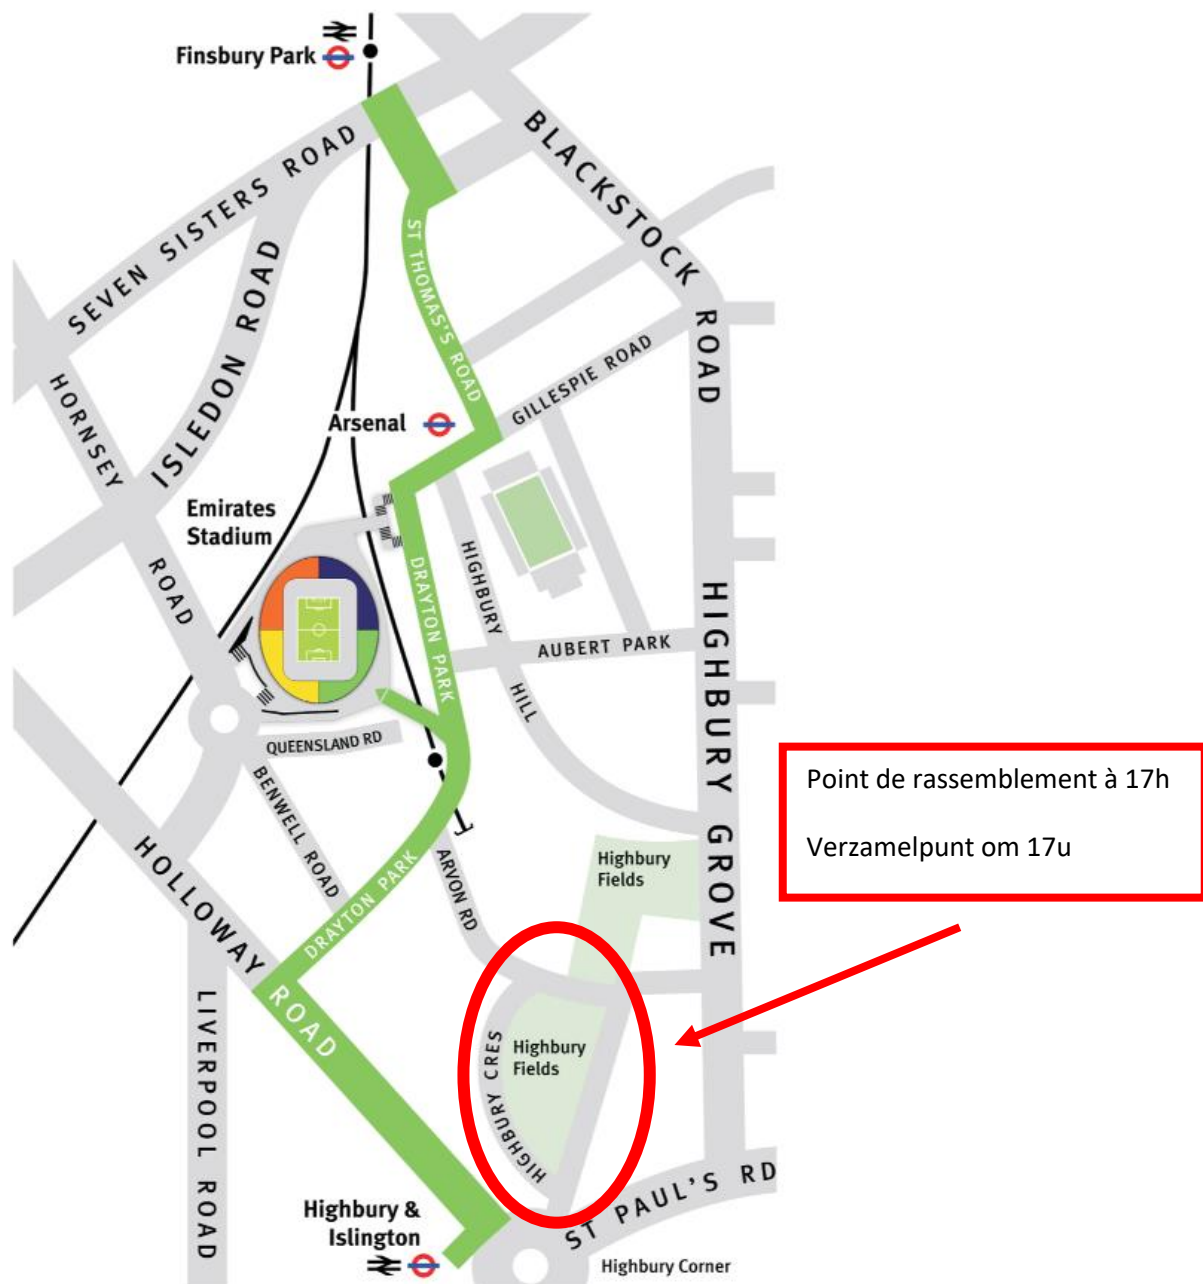 Finsbury Park
BLACKSTOCK
ROAD
SEVEN SISTERS ROAD
ST THOMAS'S ROAD
ISLEDON ROAD
HORNSEY
ROAD
GILLESPIE ROAD
Arsenal
Emirates
Stadium
HIGHBURY
HILL
DRAYTON PARK
AUBERT PARK
HIGHBURY GROVE
QUEENSLAND RD
BENWELL ROAD
Point de rassemblement à 17h
Verzamelpunt om 17u
HOLLOWAY
ROAD
DRAYTON PARK
ARVON RD
Highbury
Fields
LIVERPOOL ROAD
HIGHBURY CRES
Highbury
Fields
Highbury &
Islington
ST PAUL'S RD
Highbury Corner